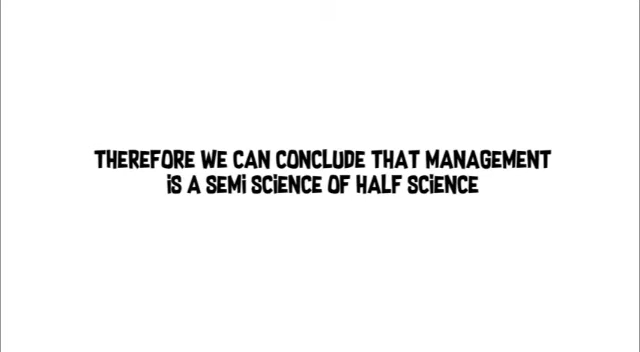 THEREFORE WE CAN CONCLUDE THAT MANAGEMENT
iS A SEMi SCiENCE OF HALF SCiENCE